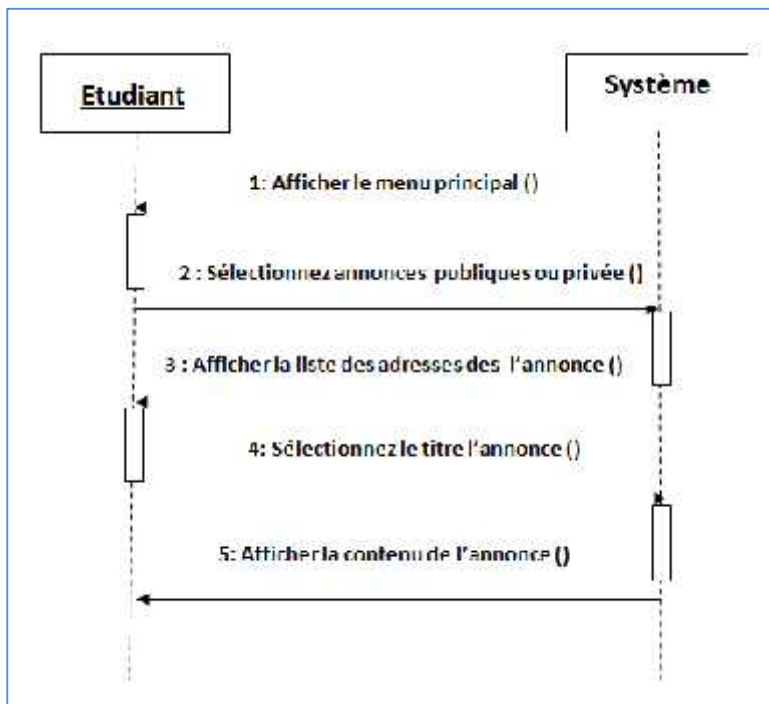 Etudiant
Système
1: Afficher le menu principal ()
2 : Sélectionnez annonces publiques ou privée ()
3 : Afficher la liste des adresses des l'annonce ()
4: Sélectionnez le titre l'annonce ()
5: Afficher la contenu de l'annonce ()